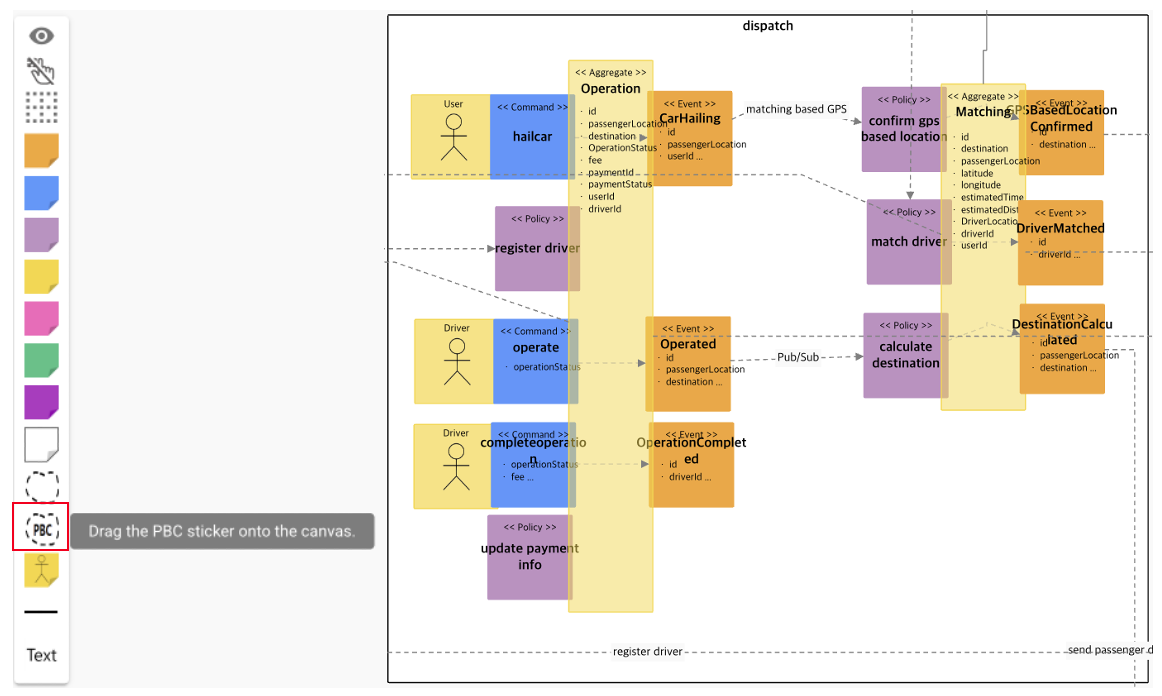 dispatch
User
<< Command >>
hailcar
<< Aggregate >>
Operation
· id
· passengerLocation
· destination
· OperationStatus
· fee
· paymentId
· paymentStatus
· userId
· driverId
<< Event >>
CarHailing
· id
· passengerLocation
· userId ...
matching based GPS
<< Policy >>
confirm gps
based location
<< Aggregate >>
Matching
· id
· destination
· passengerLocation
· latitude
· longitude
· estimatedTime
· estimatedDist
· DriverLocatio
· driverId
· userId
<< Event >>
GPSBasedLocation
Confirmed
· id
· destination ...
<< Policy >>
register driver
<< Policy >>
match driver
<< Event >>
DriverMatched
· id
· driverId ...
Driver
<< Command >>
operate
· operationStatus
<< Event >>
Operated
· id
· passengerLocation
· destination ...
Pub/Sub
<< Policy >>
calculate
destination
<< Event >>
DestinationCalcu
lated
· id
· passengerLocation
· destination ...
Driver
<< Command >>
completeoperatio
n
· operationStatus
· fee ...
<< Event >>
OperationComplet
ed
· id
· driverId ...
PBC
Drag the PBC sticker onto the canvas.
<< Policy >>
update payment
info
Text
register driver
send passenger d